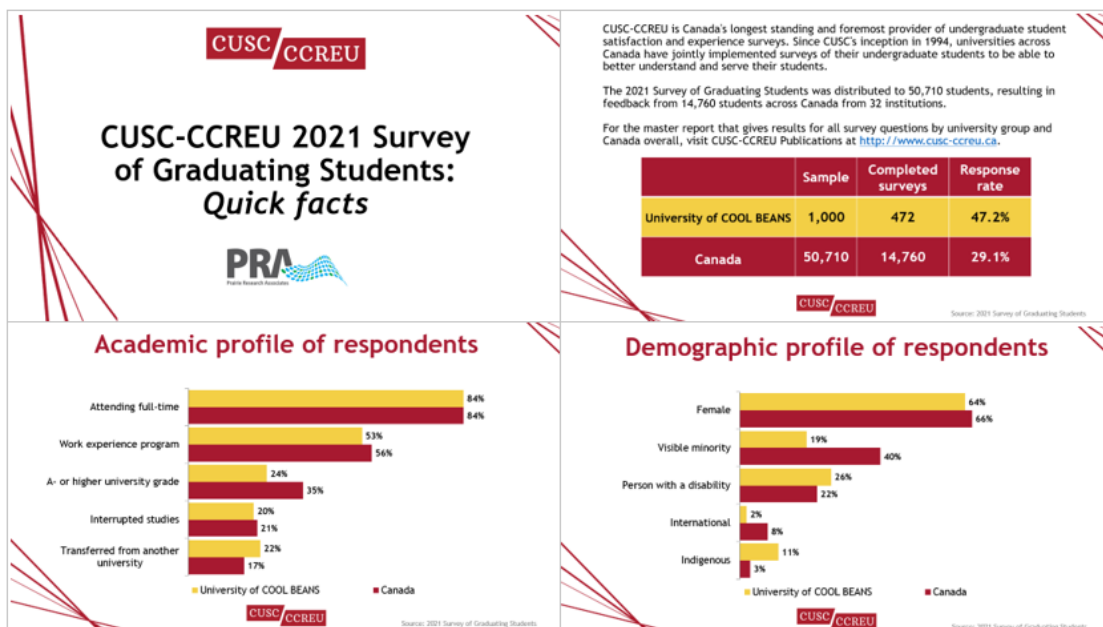 CUSC
CCREU
CUSC-CCREU 2021 Survey
of Graduating Students:
Quick facts
PRA
Prairie Research Associates
CUSC-CCREU is Canada's longest standing and foremost provider of undergraduate student
satisfaction and experience surveys. Since CUSC's inception in 1994, universities across
Canada have jointly implemented surveys of their undergraduate students to be able to
better understand and serve their students.
The 2021 Survey of Graduating Students was distributed to 50,710 students, resulting in
feedback from 14,760 students across Canada from 32 institutions.
For the master report that gives results for all survey questions by university group and
Canada overall, visit CUSC-CCREU Publications at http://www.cusc-ccreu.ca.
Sample Completed surveys Response rate
University of COOL BEANS 1,000 472 47.2%
Canada 50,710 14,760 29.1%
CUSC
CCREU
Source: 2021 Survey of Graduating Students
Academic profile of respondents
Attending full-time 84% 84%
Work experience program 53% 56%
A- or higher university grade 24% 35%
Interrupted studies 20% 21%
Transferred from another university 22% 17%
University of COOL BEANS Canada
CUSC
CCREU
Source: 2021 Survey of Graduating Students
Demographic profile of respondents
Female 64% 66%
Visible minority 19% 40%
Person with a disability 26% 22%
International 2% 8%
Indigenous 11% 3%
University of COOL BEANS Canada
CUSC
CCREU
Source: 2021 Survey of Graduating Students